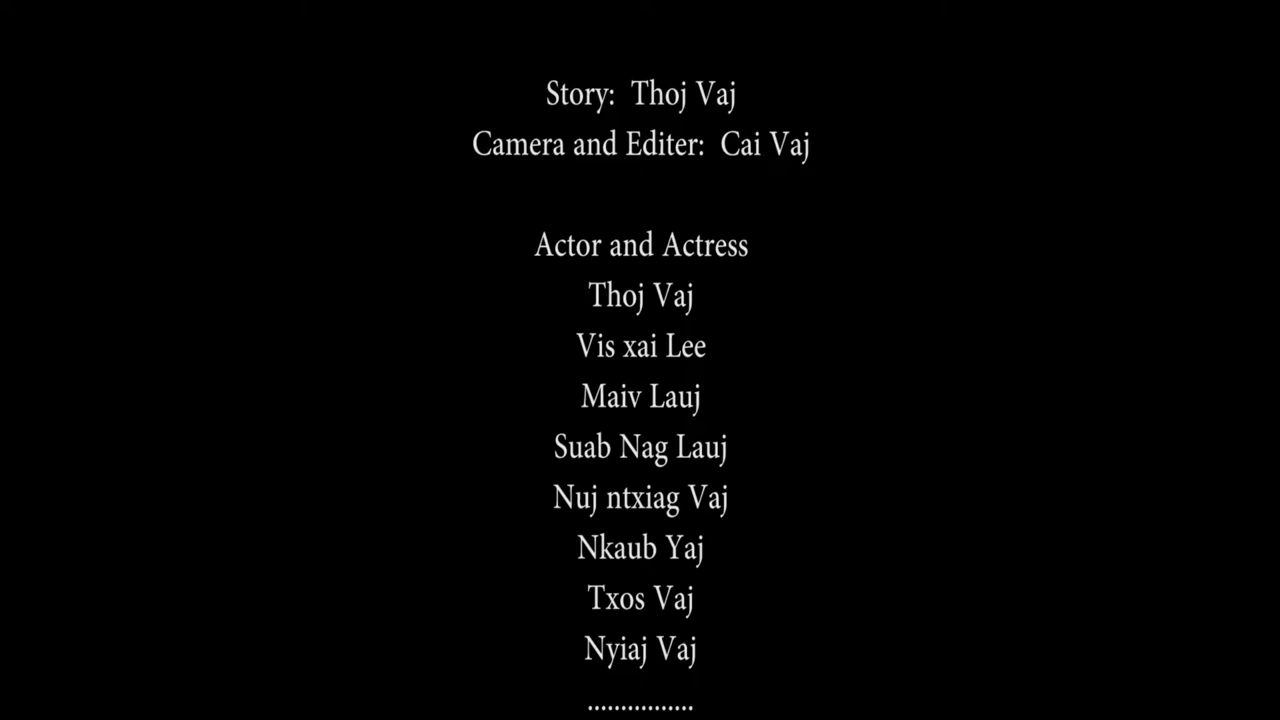 Story:  Thoj Vaj
Camera and Editer:  Cai Vaj
Actor and Actress
Thoj Vaj
Vis xai Lee
Maiv Lauj
Suab Nag Lauj
Nuj ntxiag Vaj
Nkaub Yaj
Txos Vaj
Nyiaj Vaj
................